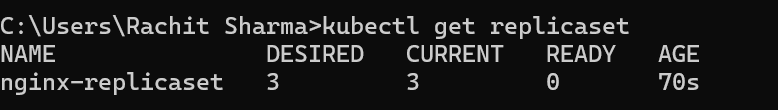 C:\Users\Rachit Sharma>kubectl get replicaset
NAME DESIRED CURRENT READY AGE
nginx-replicaset 3 3 0 70s